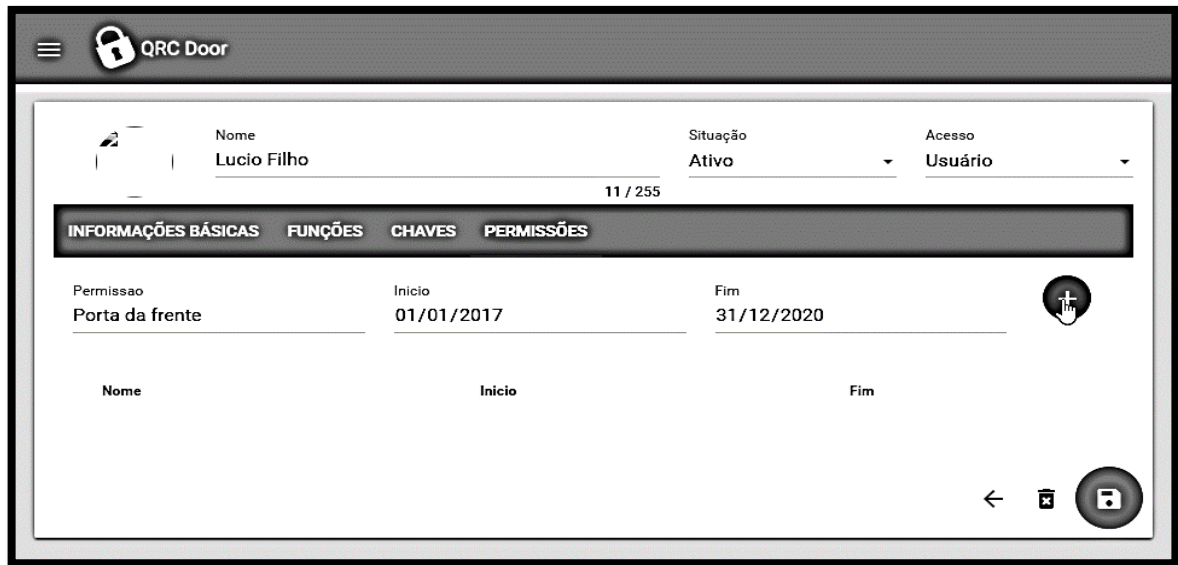 QRC Door
Nome Situação Acesso
Lucio Filho Ativo Usuário
11 / 255
INFORMAÇÕES BÁSICAS FUNÇÕES CHAVES PERMISSÕES
Permissao Inicio Fim
Porta da frente 01/01/2017 31/12/2020
Nome Inicio Fim